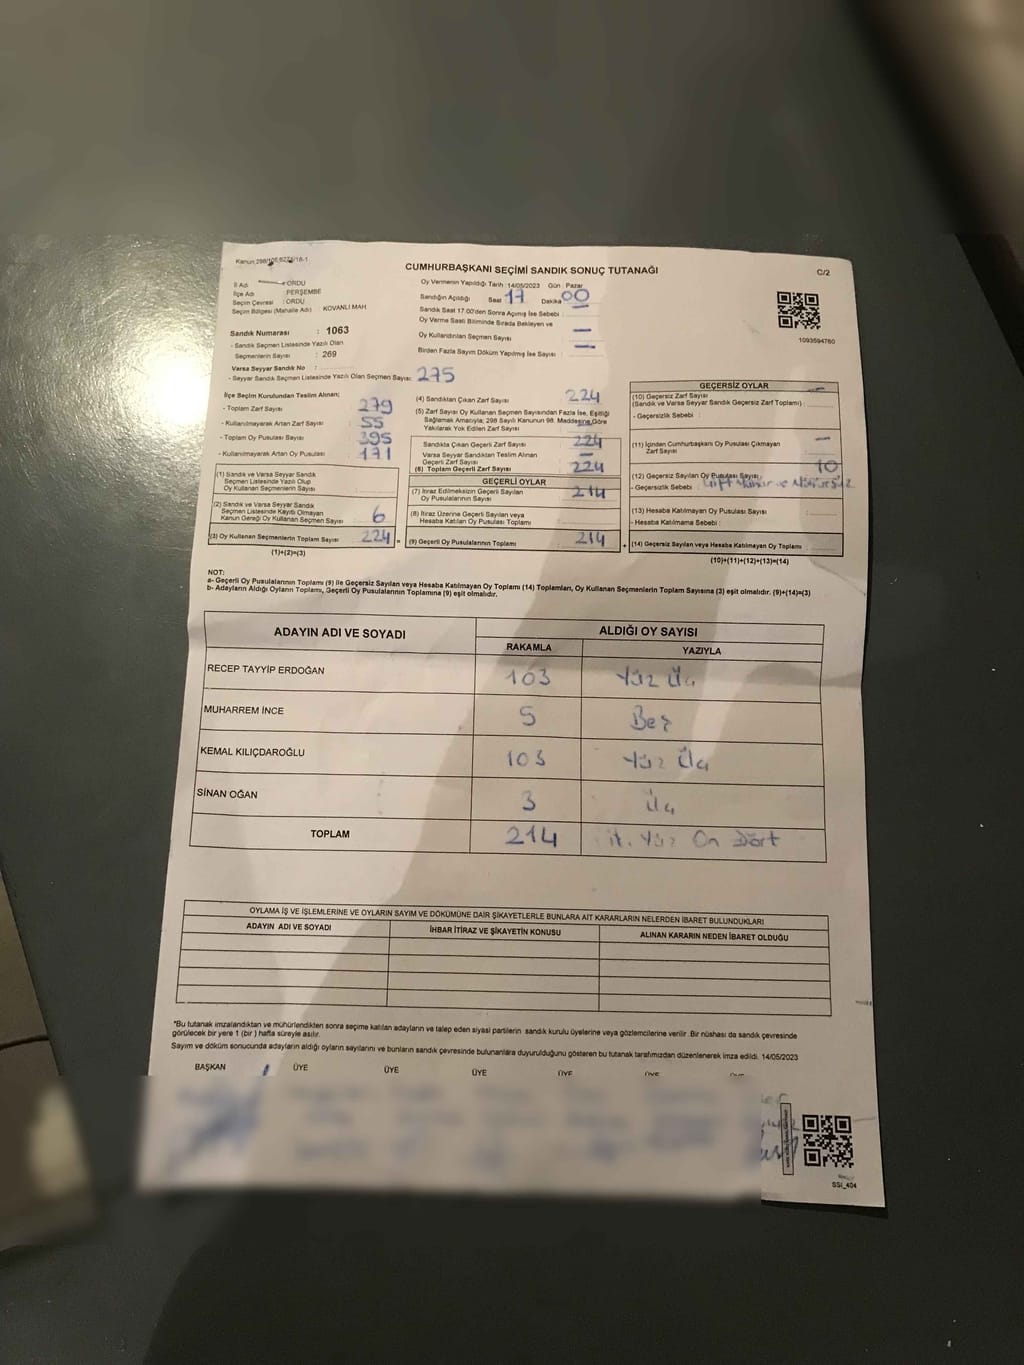 CUMHURBAŞKANI SEÇİMİ SANDIK SONUÇ TUTANAĞI
C/2
İl Adı : ORDU
İlçe Adı : PERŞEMBE
Seçim Çevresi : ORDU
Seçim Bölgesi (Mahalle Adı) KOVANLI MAH.
Sandık Numarası : 1063
- Sandık Seçmen Listesinde Yazılı Olan
Seçmenlerin Sayısı : 269
Varsa Seyyar Sandık No :
- Seyyar Sandık Seçmen Listesinde Yazılı Olan Seçmen Sayısı: 275
Oy Vermenin Yapıldığı Tarih : 14/05/2023 Gün : Pazar
Sandığın Açıldığı Saat 17 Dakika 00
Sandık Saat 17.00'den Sonra Açılmış İse Sebebi :
Oy Verme Saati Bitiminde Sırada Bekleyen ve
Oy Kullandırılan Seçmen Sayısı : —
Birden Fazla Sayım Döküm Yapılmış İse Sayısı : —
1093594760
İlçe Seçim Kurulundan Teslim Alınan;
- Toplam Zarf Sayısı : 279
- Kullanılmayarak Artan Zarf Sayısı : 55
- Toplam Oy Pusulası Sayısı : 395
- Kullanılmayarak Artan Oy Pusulası : 171
(1) Sandık ve Varsa Seyyar Sandık
Seçmen Listesinde Yazılı Olup
Oy Kullanan Seçmenlerin Sayısı :
(2) Sandık ve Varsa Seyyar Sandık
Seçmen Listesinde Kayıtlı Olmayan
Kanun Gereği Oy Kullanan Seçmen Sayısı : 6
(3) Oy Kullanan Seçmenlerin Toplam Sayısı : 224 =
(1)+(2)=(3)
(4) Sandıktan Çıkan Zarf Sayısı : 224
(5) Zarf Sayısı Oy Kullanan Seçmen Sayısından Fazla İse, Eşitliği
Sağlamak Amacıyla; 298 Sayılı Kanunun 98. Maddesine Göre
Yakılarak Yok Edilen Zarf Sayısı :
Sandıkta Çıkan Geçerli Zarf Sayısı : 224
Varsa Seyyar Sandıktan Teslim Alınan
Geçerli Zarf Sayısı : —
(6) Toplam Geçerli Zarf Sayısı : 224
GEÇERLİ OYLAR
(7) İtiraz Edilmeksizin Geçerli Sayılan
Oy Pusulalarının Sayısı : 214
(8) İtiraz Üzerine Geçerli Sayılan veya
Hesaba Katılan Oy Pusulası Toplamı :
(9) Geçerli Oy Pusulalarının Toplamı : 214 +
GEÇERSİZ OYLAR
(10) Geçersiz Zarf Sayısı
(Sandık ve Varsa Seyyar Sandık Geçersiz Zarf Toplamı) : —
- Geçersizlik Sebebi :
(11) İçinden Cumhurbaşkanı Oy Pusulası Çıkmayan
Zarf Sayısı : —
(12) Geçersiz Sayılan Oy Pusulası Sayısı : 10
- Geçersizlik Sebebi : Çift Mühür ve Mühürsüz
(13) Hesaba Katılmayan Oy Pusulası Sayısı :
- Hesaba Katılmama Sebebi :
(14) Geçersiz Sayılan veya Hesaba Katılmayan Oy Toplamı :
(10)+(11)+(12)+(13)=(14)
NOT:
a- Geçerli Oy Pusulalarının Toplamı (9) ile Geçersiz Sayılan veya Hesaba Katılmayan Oy Toplamı (14) Toplamları, Oy Kullanan Seçmenlerin Toplam Sayısına (3) eşit olmalıdır. (9)+(14)=(3)
b- Adayların Aldığı Oyların Toplamı, Geçerli Oy Pusulalarının Toplamına (9) eşit olmalıdır.
ADAYIN ADI VE SOYADI ALDIĞI OY SAYISI
RAKAMLA YAZIYLA
RECEP TAYYİP ERDOĞAN 103 Yüz Üç
MUHARREM İNCE 5 Beş
KEMAL KILIÇDAROĞLU 103 Yüz Üç
SİNAN OĞAN 3 Üç
TOPLAM 214 Yüz On Dört
OYLAMA İŞ VE İŞLEMLERİNE VE OYLARIN SAYIM VE DÖKÜMÜNE DAİR ŞİKAYETLERLE BUNLARA AİT KARARLARIN NELERDEN İBARET BULUNDUKLARI
ADAYIN ADI VE SOYADI İHBAR İTİRAZ VE ŞİKAYETİN KONUSU ALINAN KARARIN NEDEN İBARET OLDUĞU
*Bu tutanak imzalandıktan ve mühürlendikten sonra seçime katılan adayların ve talep eden siyasi partilerin sandık kurulu üyelerine veya gözlemcilerine verilir. Bir nüshası da sandık çevresinde
görülecek bir yere 1 (bir) hafta süreyle asılır.
Sayım ve döküm sonucunda adayların aldığı oyların sayılarını ve bunların sandık çevresinde bulunanlara duyurulduğunu gösteren bu tutanak tarafımızdan düzenlenerek imza edildi. 14/05/2023
BAŞKAN ÜYE ÜYE ÜYE ÜYE ÜYE
SSI_404